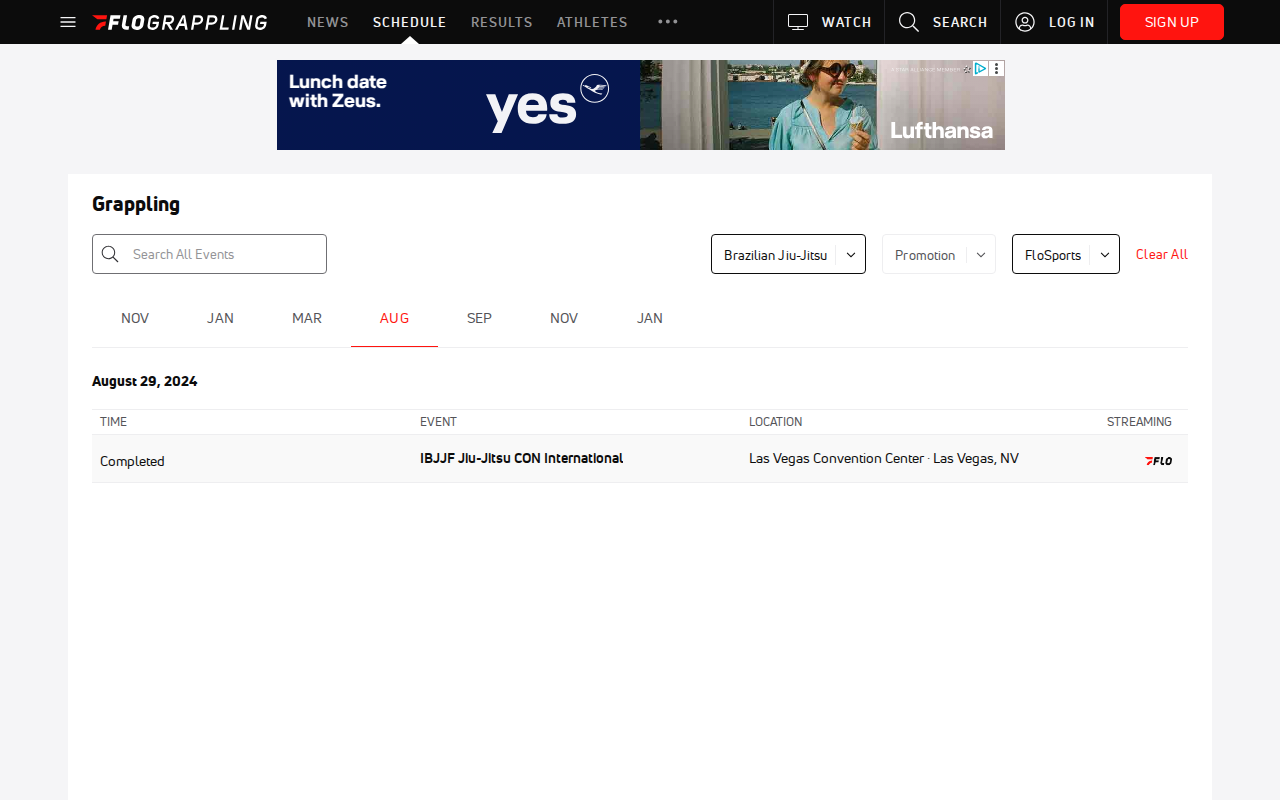 FLOGRAPPLING NEWS SCHEDULE RESULTS ATHLETES WATCH SEARCH LOG IN SIGN UP
Lunch date
with Zeus.
yes
Lufthansa
Grappling
Search All Events Brazilian Jiu-Jitsu Promotion FloSports Clear All
NOV JAN MAR AUG SEP NOV JAN
August 29, 2024
TIME EVENT LOCATION STREAMING
Completed IBJJF Jiu-Jitsu CON International Las Vegas Convention Center · Las Vegas, NV FLO